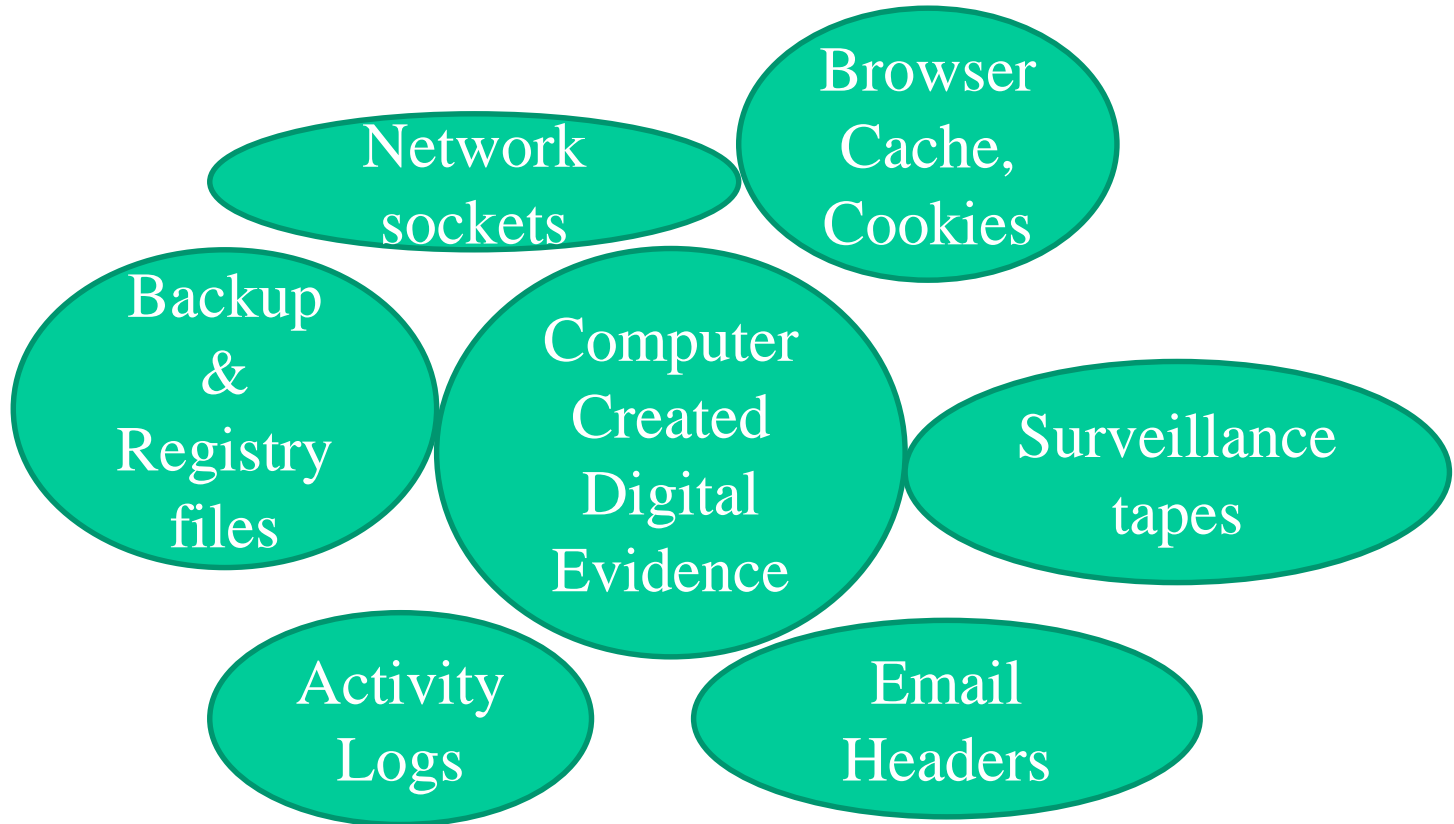 Browser
Cache,
Cookies
Network
sockets
Backup
&
Registry
files
Computer
Created
Digital
Evidence
Surveillance
tapes
Activity
Logs
Email
Headers